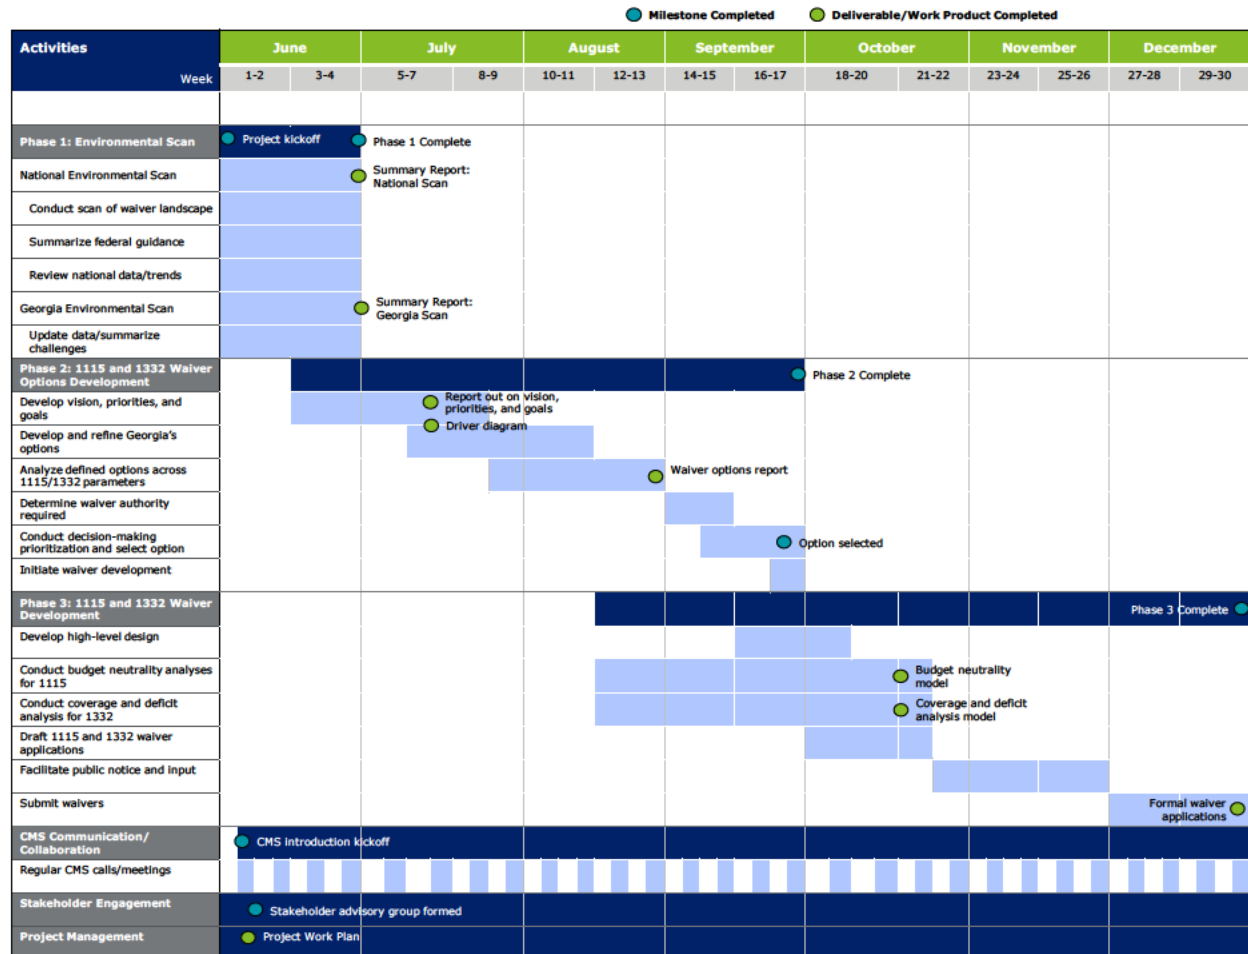 Milestone Completed
Deliverable/Work Product Completed
Activities
June
July
August
September
October
November
December
Week
1-2
3-4
5-7
8-9
10-11
12-13
14-15
16-17
18-20
21-22
23-24
25-26
27-28
29-30
Phase 1: Environmental Scan
Project kickoff
Phase 1 Complete
National Environmental Scan
Summary Report:
National Scan
Conduct scan of waiver landscape
Summarize federal guidance
Review national data/trends
Georgia Environmental Scan
Summary Report:
Georgia Scan
Update data/summarize
challenges
Phase 2: 1115 and 1332 Waiver
Options Development
Phase 2 Complete
Develop vision, priorities, and
goals
Report out on vision,
priorities, and goals
Driver diagram
Develop and refine Georgia's
options
Analyze defined options across
1115/1332 parameters
Waiver options report
Determine waiver authority
required
Conduct decision-making
prioritization and select option
Option selected
Initiate waiver development
Phase 3: 1115 and 1332 Waiver
Development
Phase 3 Complete
Develop high-level design
Conduct budget neutrality analyses
for 1115
Budget neutrality
model
Conduct coverage and deficit
analysis for 1332
Coverage and deficit
analysis model
Draft 1115 and 1332 waiver
applications
Facilitate public notice and input
Submit waivers
Formal waiver
applications
CMS Communication/
Collaboration
CMS introduction kickoff
Regular CMS calls/meetings
Stakeholder Engagement
Stakeholder advisory group formed
Project Management
Project Work Plan